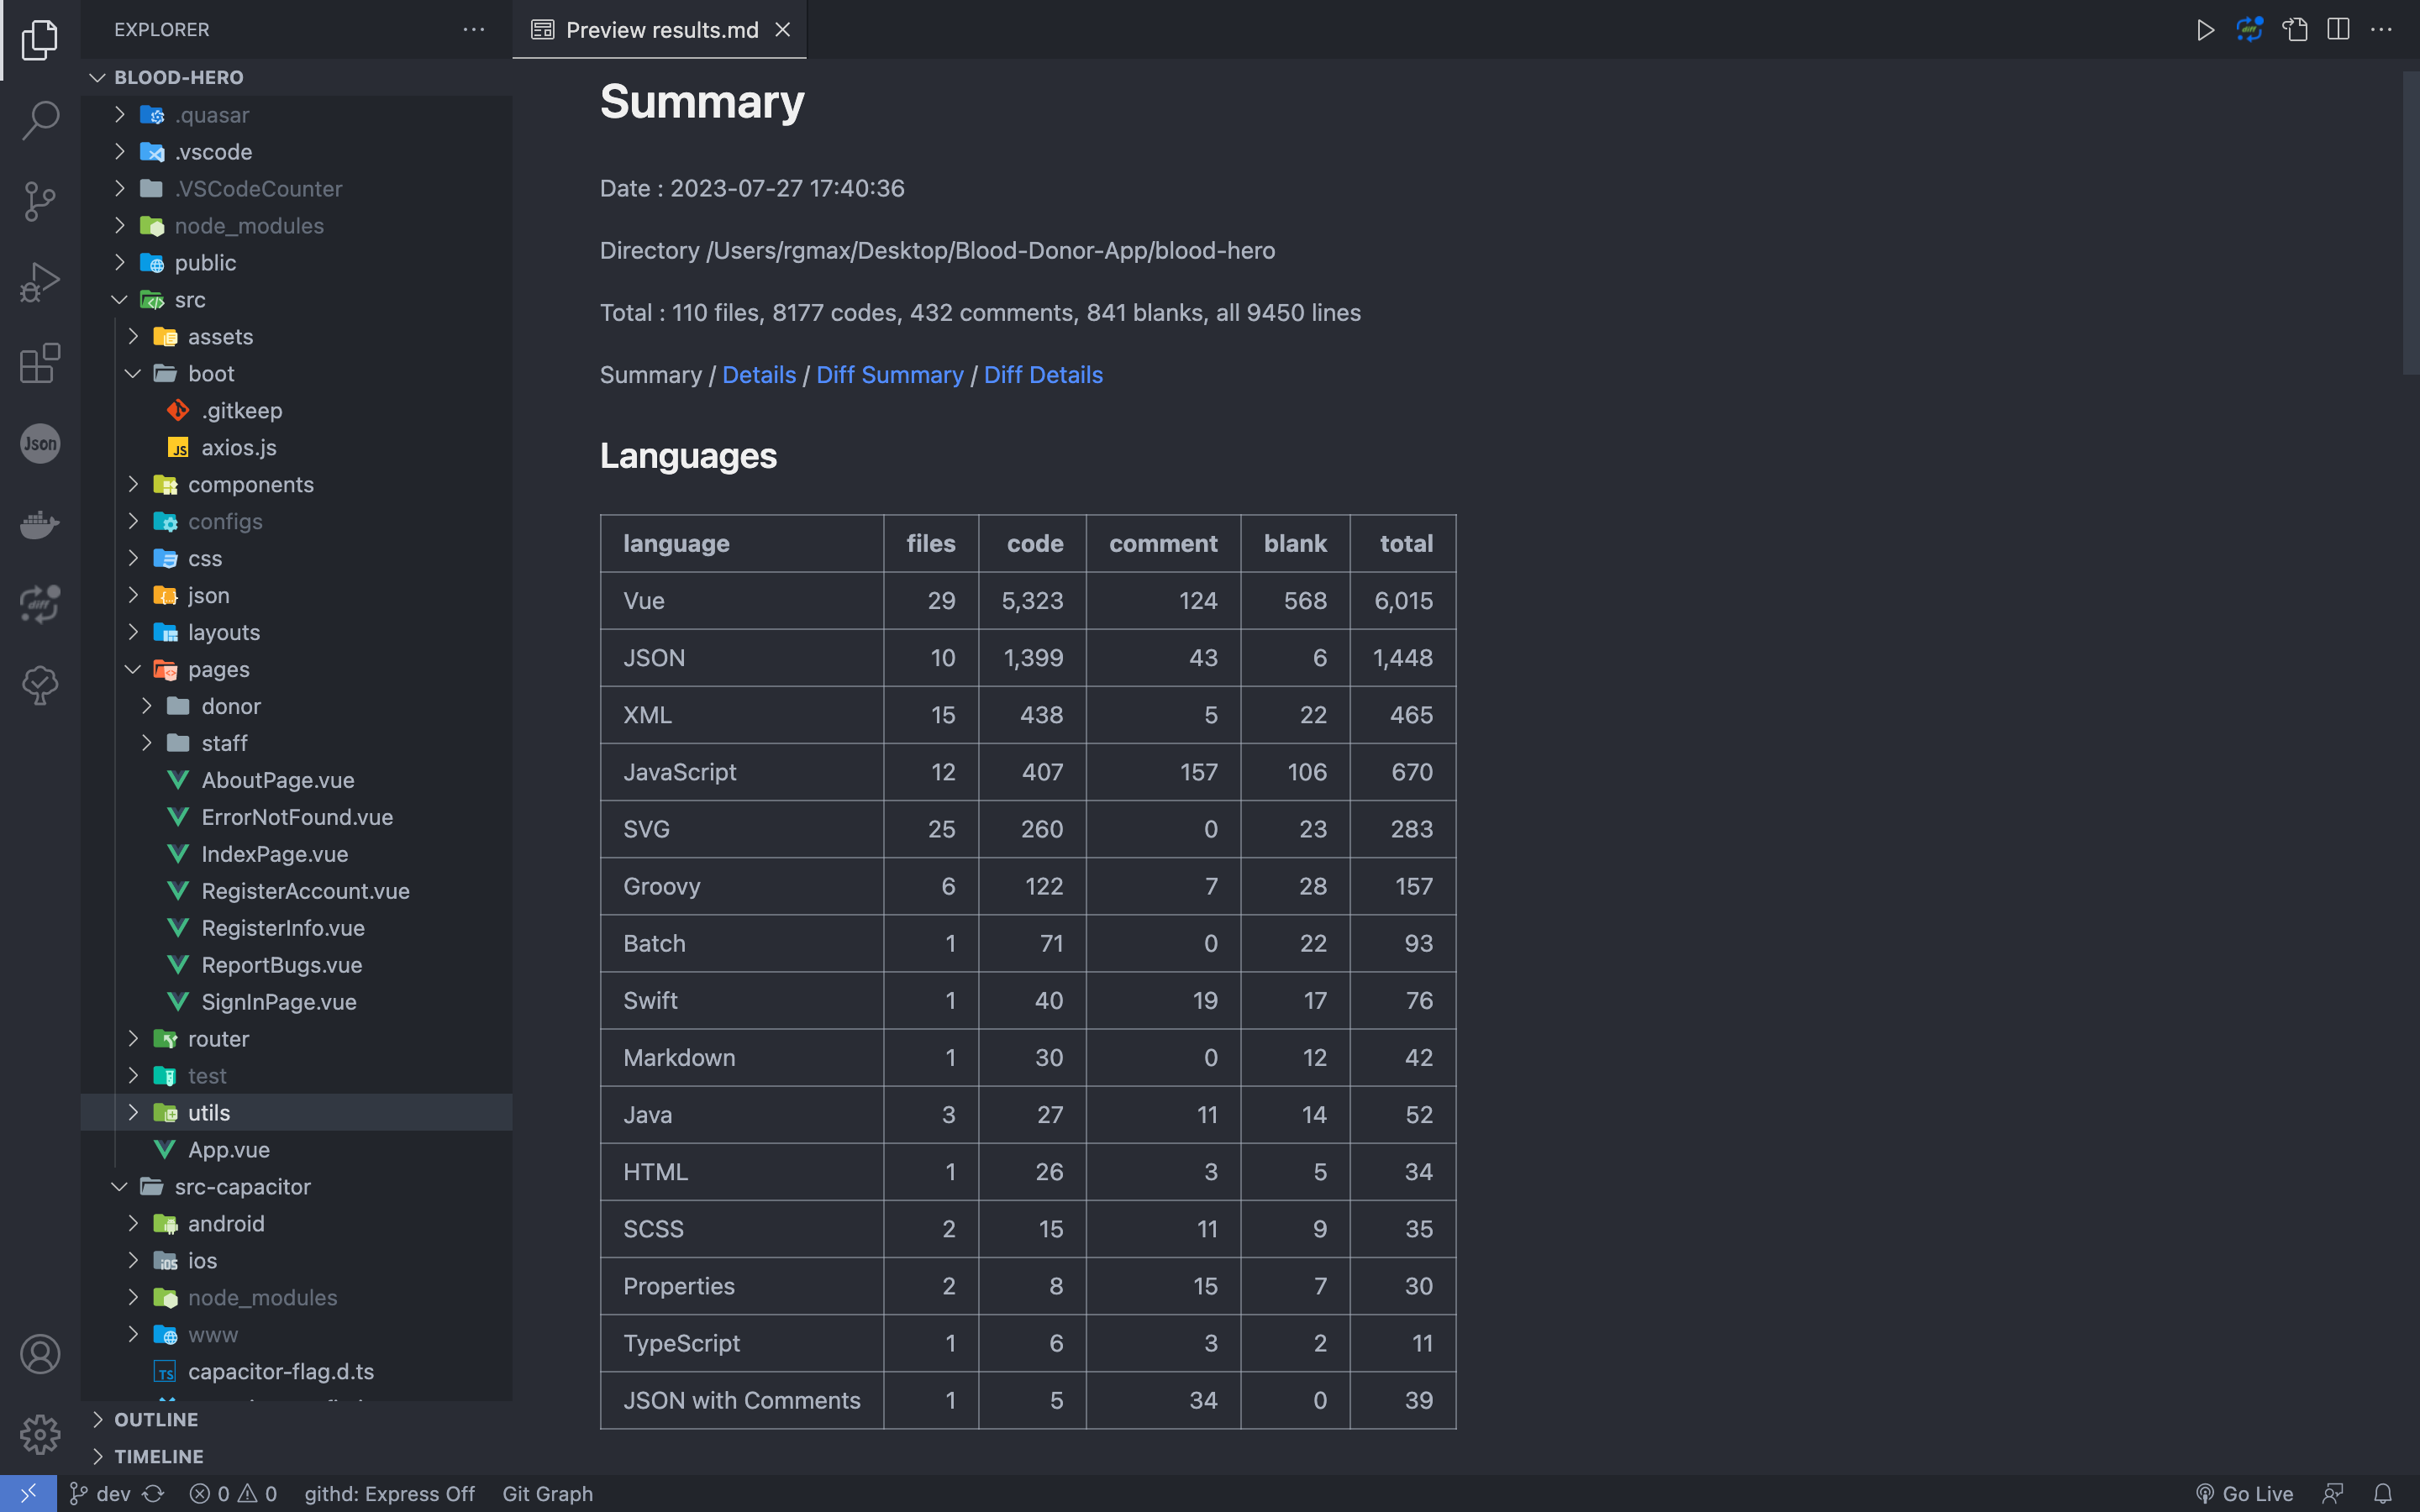 EXPLORER
Preview results.md
BLOOD-HERO
.quasar
.vscode
.VSCodeCounter
node_modules
public
src
assets
boot
.gitkeep
JS axios.js
Json
components
configs
css
json
diff
layouts
pages
donor
staff
AboutPage.vue
ErrorNotFound.vue
IndexPage.vue
RegisterAccount.vue
RegisterInfo.vue
ReportBugs.vue
SignInPage.vue
router
test
utils
App.vue
src-capacitor
android
iOS ios
node_modules
www
TS capacitor-flag.d.ts
OUTLINE
TIMELINE
diff
Summary
Date : 2023-07-27 17:40:36
Directory /Users/rgmax/Desktop/Blood-Donor-App/blood-hero
Total : 110 files, 8177 codes, 432 comments, 841 blanks, all 9450 lines
Summary / Details / Diff Summary / Diff Details
Languages
language files code comment blank total
Vue 29 5,323 124 568 6,015
JSON 10 1,399 43 6 1,448
XML 15 438 5 22 465
JavaScript 12 407 157 106 670
SVG 25 260 0 23 283
Groovy 6 122 7 28 157
Batch 1 71 0 22 93
Swift 1 40 19 17 76
Markdown 1 30 0 12 42
Java 3 27 11 14 52
HTML 1 26 3 5 34
SCSS 2 15 11 9 35
Properties 2 8 15 7 30
TypeScript 1 6 3 2 11
JSON with Comments 1 5 34 0 39
dev 0 0 githd: Express Off Git Graph Go Live